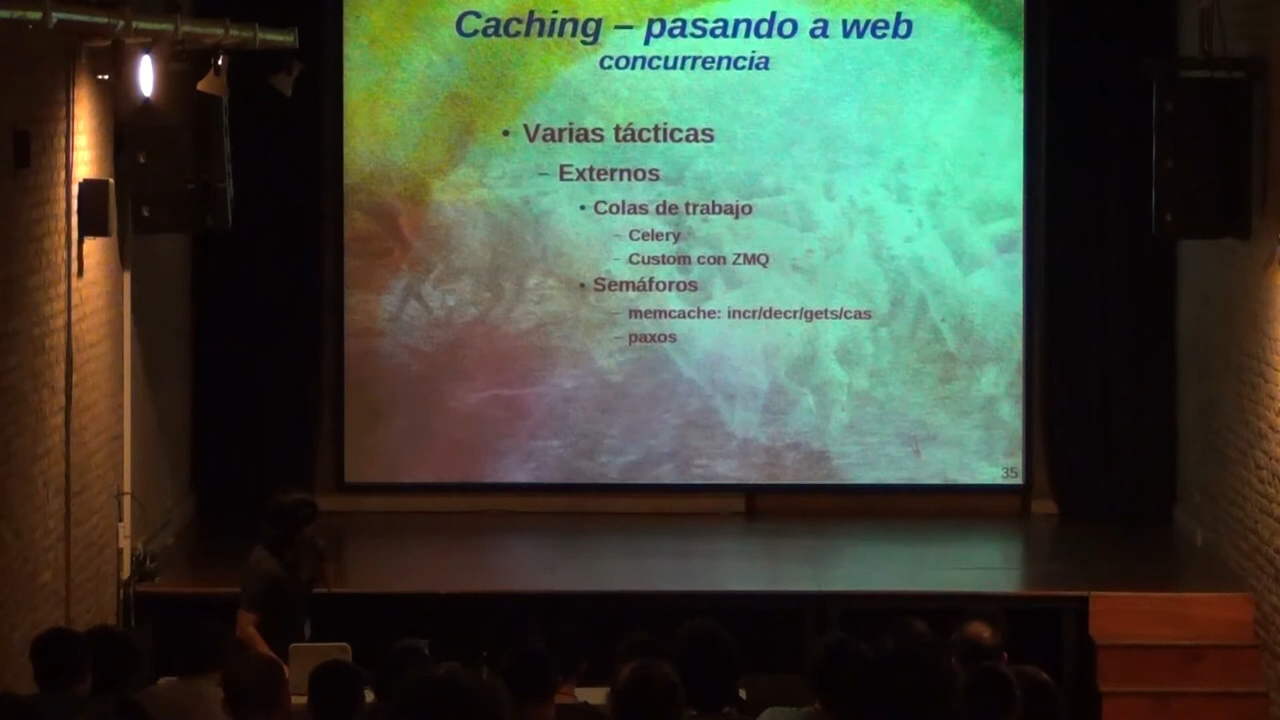 Caching – pasando a web
concurrencia
• Varias tácticas
– Externos
• Colas de trabajo
– Celery
– Custom con ZMQ
• Semáforos
– memcache: incr/decr/gets/cas
– paxos
35